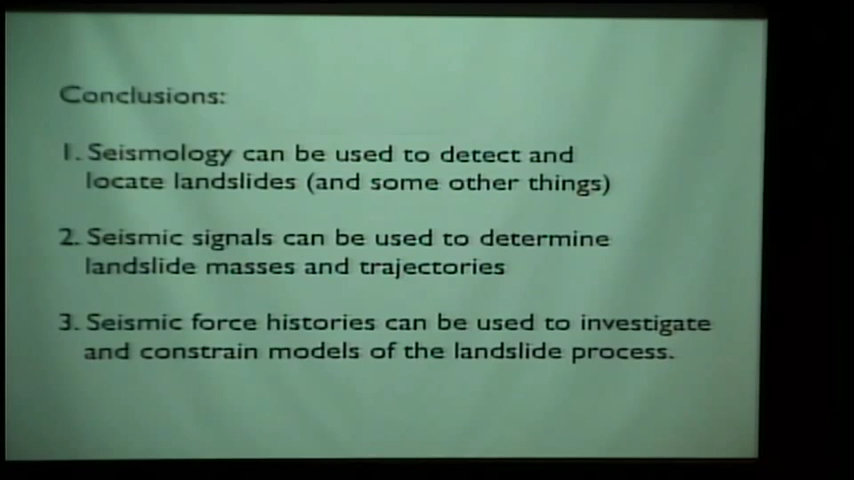 Conclusions:
1. Seismology can be used to detect and
locate landslides (and some other things)
2. Seismic signals can be used to determine
landslide masses and trajectories
3. Seismic force histories can be used to investigate
and constrain models of the landslide process.